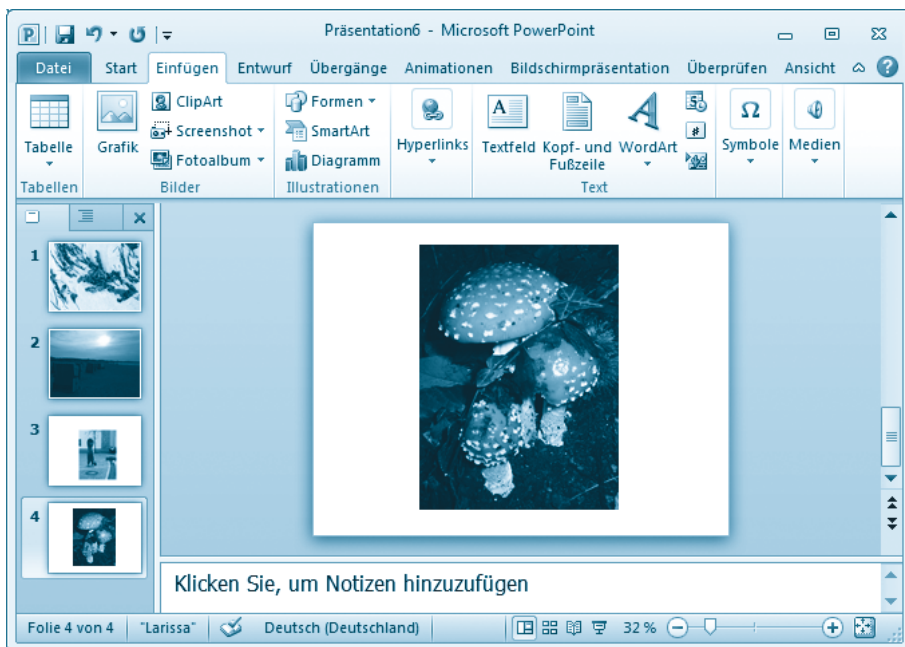 Präsentation6 - Microsoft PowerPoint
Datei Start Einfügen Entwurf Übergänge Animationen Bildschirmpräsentation Überprüfen Ansicht
Tabelle
Tabellen
Grafik
ClipArt
Screenshot
Fotoalbum
Bilder
Formen
SmartArt
Diagramm
Illustrationen
Hyperlinks
Textfeld
Kopf- und
Fußzeile
WordArt
Text
Symbole
Medien
1
2
3
4
Klicken Sie, um Notizen hinzuzufügen
Folie 4 von 4 "Larissa" Deutsch (Deutschland) 32 %